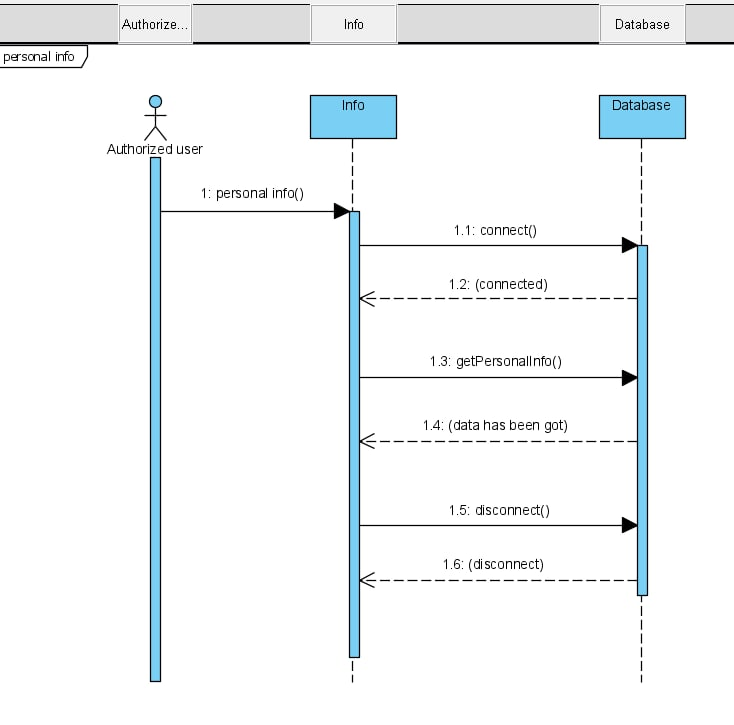 Authorize...
Info
Database
personal info
Info
Database
Authorized user
1: personal info()
1.1: connect()
1.2: (connected)
1.3: getPersonalInfo()
1.4: (data has been got)
1.5: disconnect()
1.6: (disconnect)